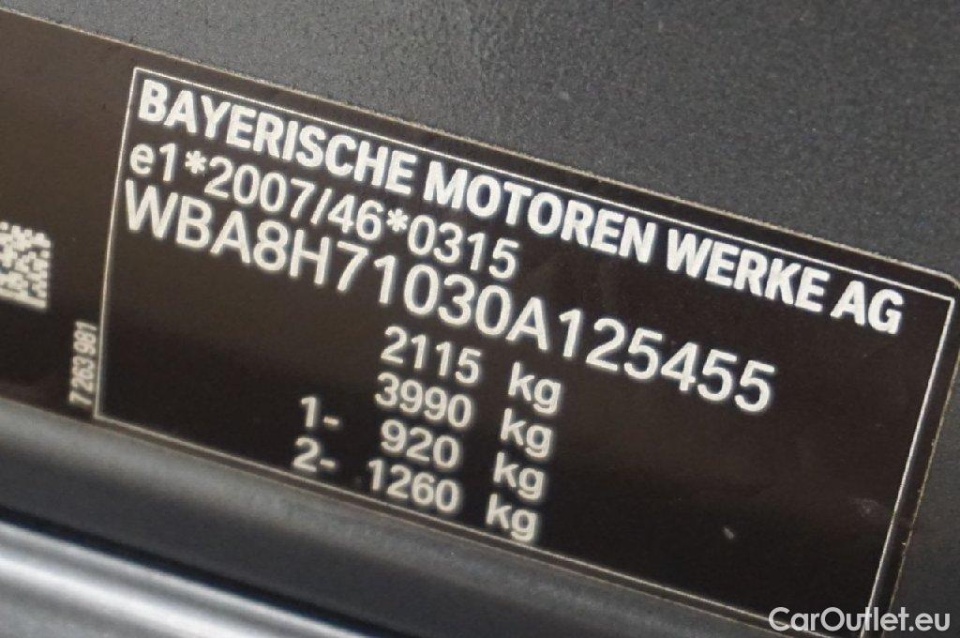 BAYERISCHE MOTOREN WERKE AG
e1*2007/46*0315
WBA8H71030A125455
2115 kg
3990 kg
1- 920 kg
2- 1260 kg
7 263 981
CarOutlet.eu